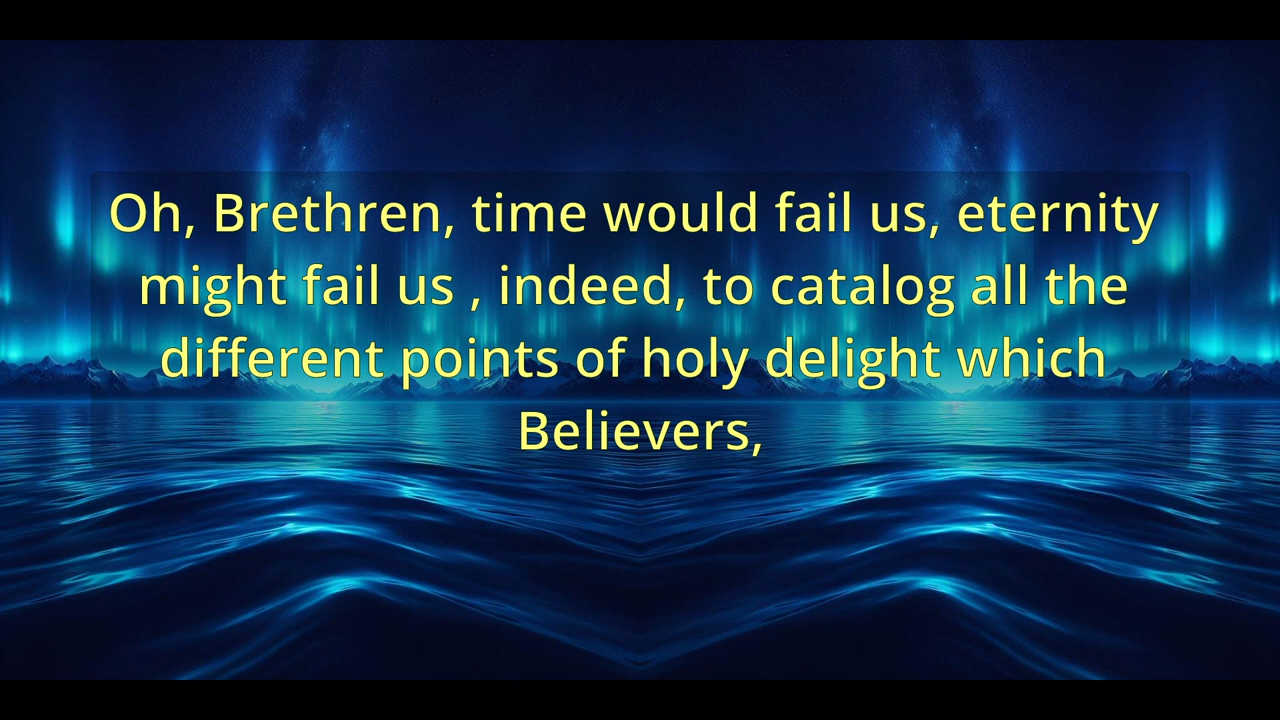 Oh, Brethren, time would fail us, eternity
might fail us , indeed, to catalog all the
different points of holy delight which
Believers,